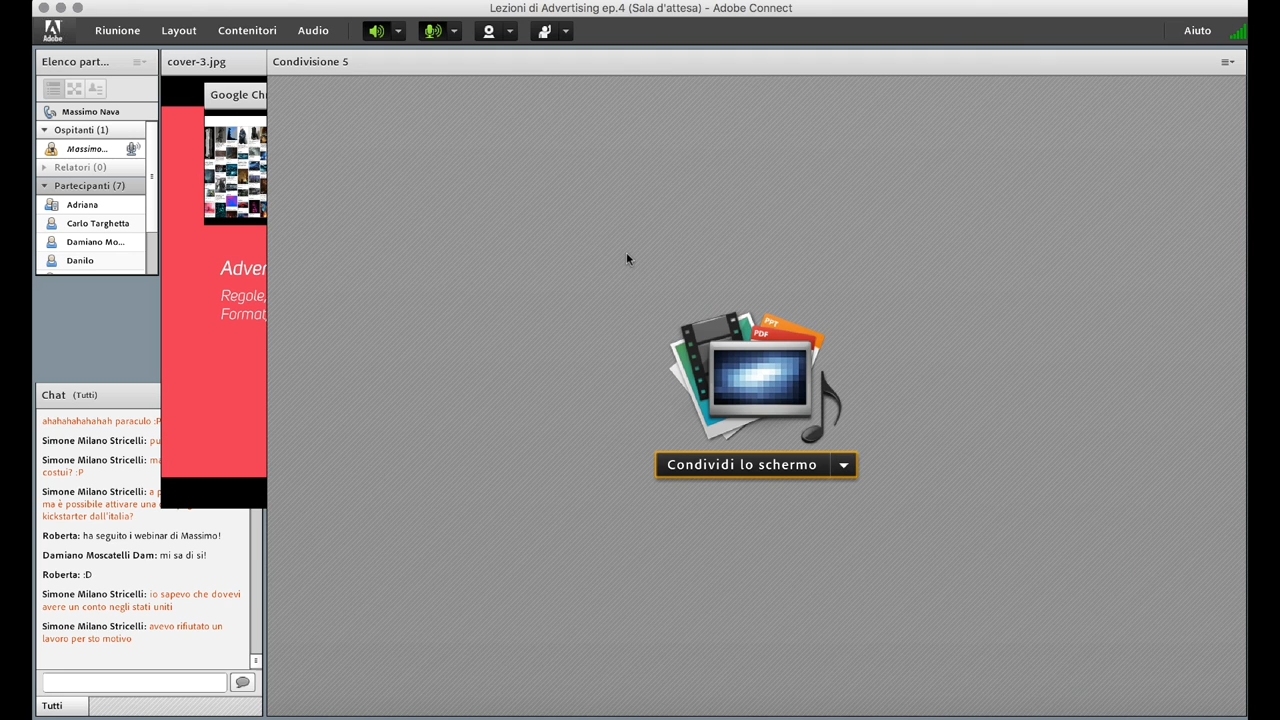 Lezioni di Advertising ep.4 (Sala d'attesa) - Adobe Connect
Adobe
Riunione
Layout
Contenitori
Audio
Aiuto
Elenco part...
cover-3.jpg
Condivisione 5
Massimo Nava
Ospitanti (1)
Massimo...
Relatori (0)
Partecipanti (7)
Adriana
Carlo Targhetta
Damiano Mo...
Danilo
Google Ch
Adver
Regole,
Format,
PPT
PDF
Condividi lo schermo
Chat (Tutti)
ahahahahahahah paraculo :P
Simone Milano Stricelli: pu
Simone Milano Stricelli: ma
costui? :P
Simone Milano Stricelli: a p
ma è possibile attivare una
kickstarter dall'italia?
Roberta: ha seguito i webinar di Massimo!
Damiano Moscatelli Dam: mi sa di si!
Roberta: :D
Simone Milano Stricelli: io sapevo che dovevi
avere un conto negli stati uniti
Simone Milano Stricelli: avevo rifiutato un
lavoro per sto motivo
Tutti